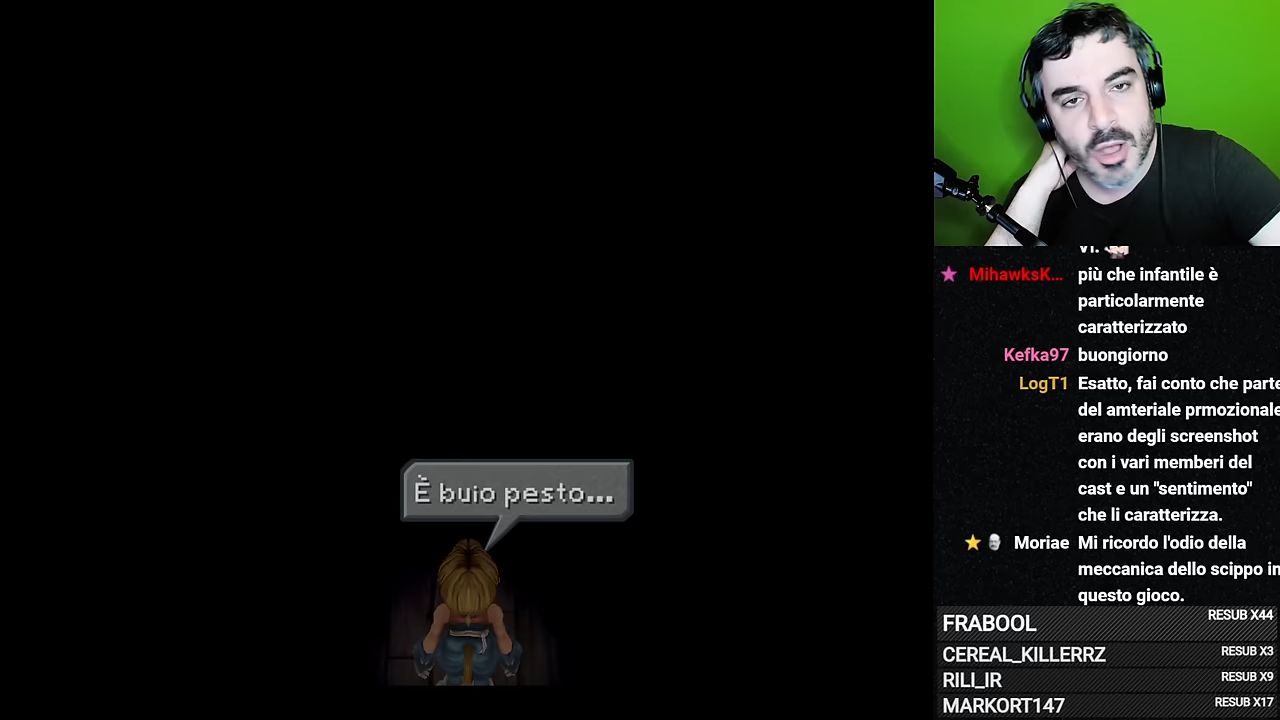 È buio pesto...
MihawksK... più che infantile è
particolarmente
caratterizzato
Kefka97 buongiorno
LogT1 Esatto, fai conto che parte
del amteriale prmozionale
erano degli screenshot
con i vari memberi del
cast e un "sentimento"
che li caratterizza.
Moriae Mi ricordo l'odio della
meccanica dello scippo in
questo gioco.
FRABOOL RESUB X44
CEREAL_KILLERRZ RESUB X3
RILI_IR RESUB X9
MARKORT147 RESUB X17